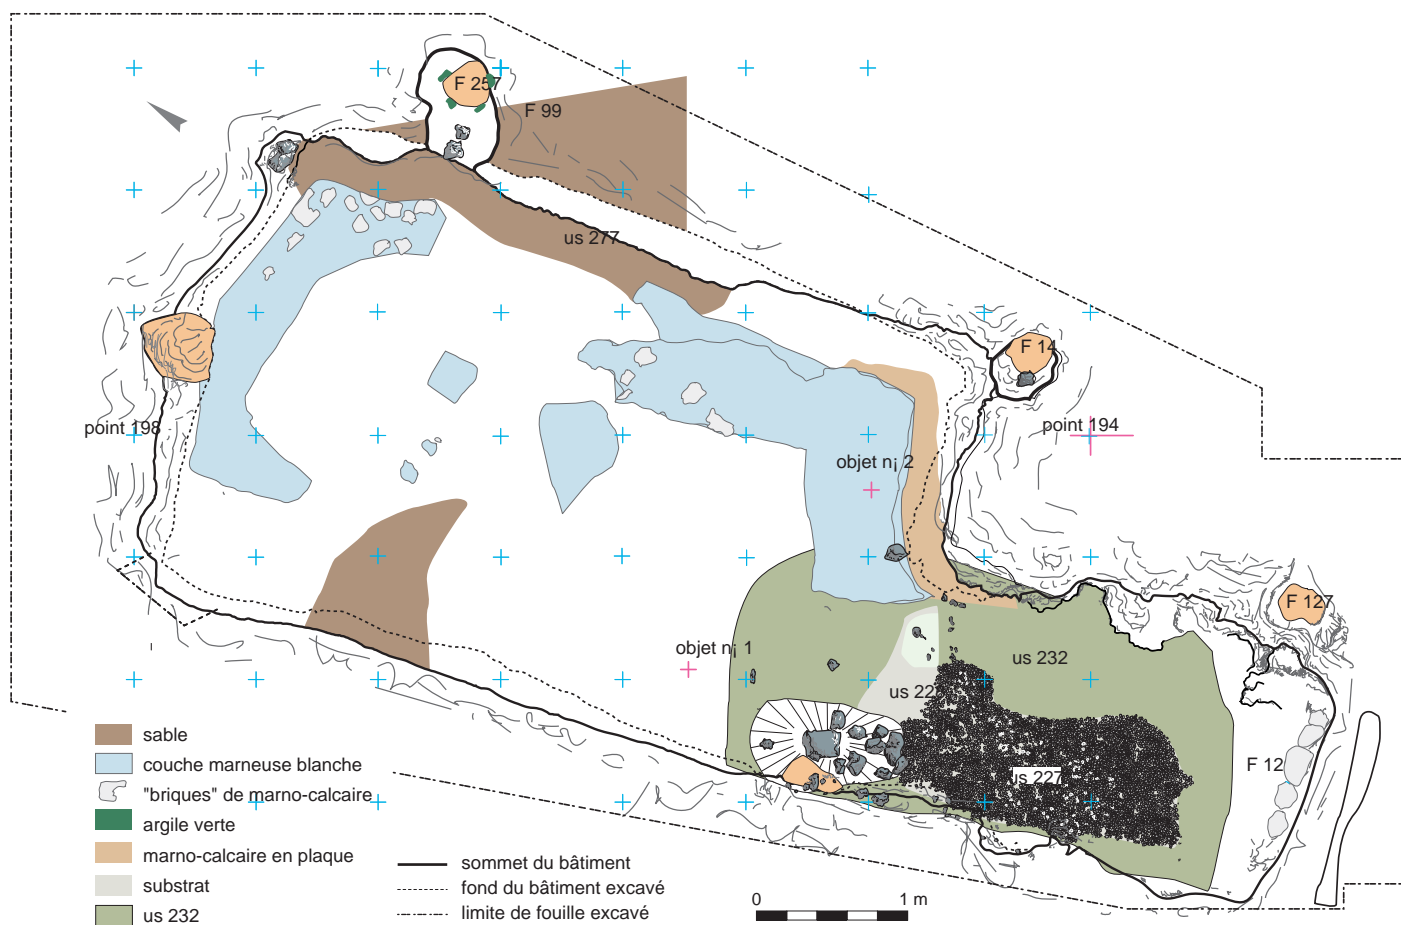 F 257
F 99
us 277
F 14
point 198
point 194
objet n¡ 2
F 127
objet n¡ 1
us 232
us 22
F 12
us 227
sable
couche marneuse blanche
"briques" de marno-calcaire
argile verte
marno-calcaire en plaque
substrat
us 232
sommet du bâtiment
fond du bâtiment excavé
limite de fouille excavé
0 1 m